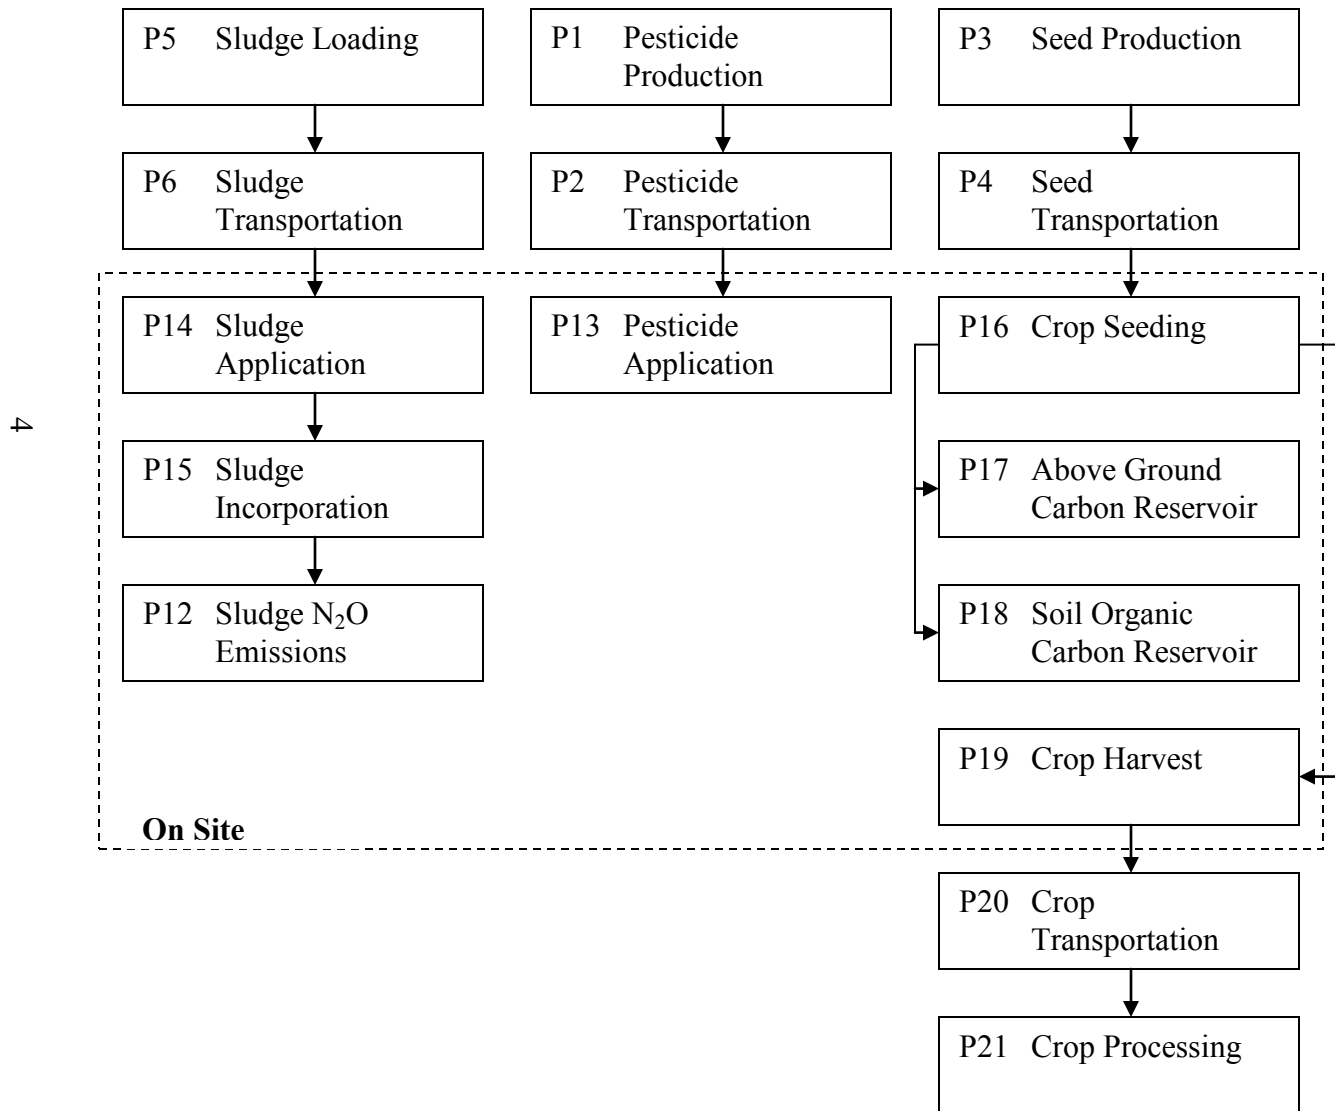 P5 Sludge Loading
P1 Pesticide
Production
P3 Seed Production
P6 Sludge
Transportation
P2 Pesticide
Transportation
P4 Seed
Transportation
P14 Sludge
Application
P13 Pesticide
Application
P16 Crop Seeding
4
P15 Sludge
Incorporation
P17 Above Ground
Carbon Reservoir
P12 Sludge N₂O
Emissions
P18 Soil Organic
Carbon Reservoir
P19 Crop Harvest
On Site
P20 Crop
Transportation
P21 Crop Processing